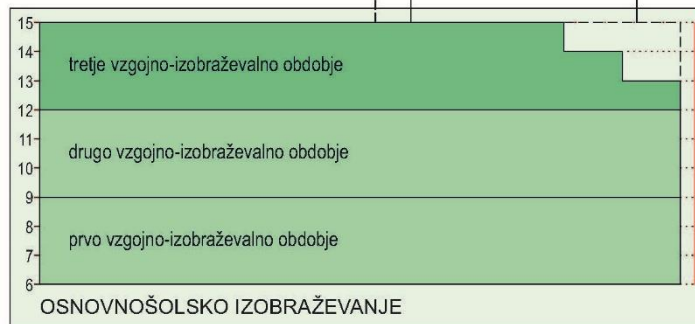 15
14
tretje vzgojno-izobraževalno obdobje
13
12
11
drugo vzgojno-izobraževalno obdobje
10
9
8
prvo vzgojno-izobraževalno obdobje
7
6
OSNOVNOŠOLSKO IZOBRAŽEVANJE